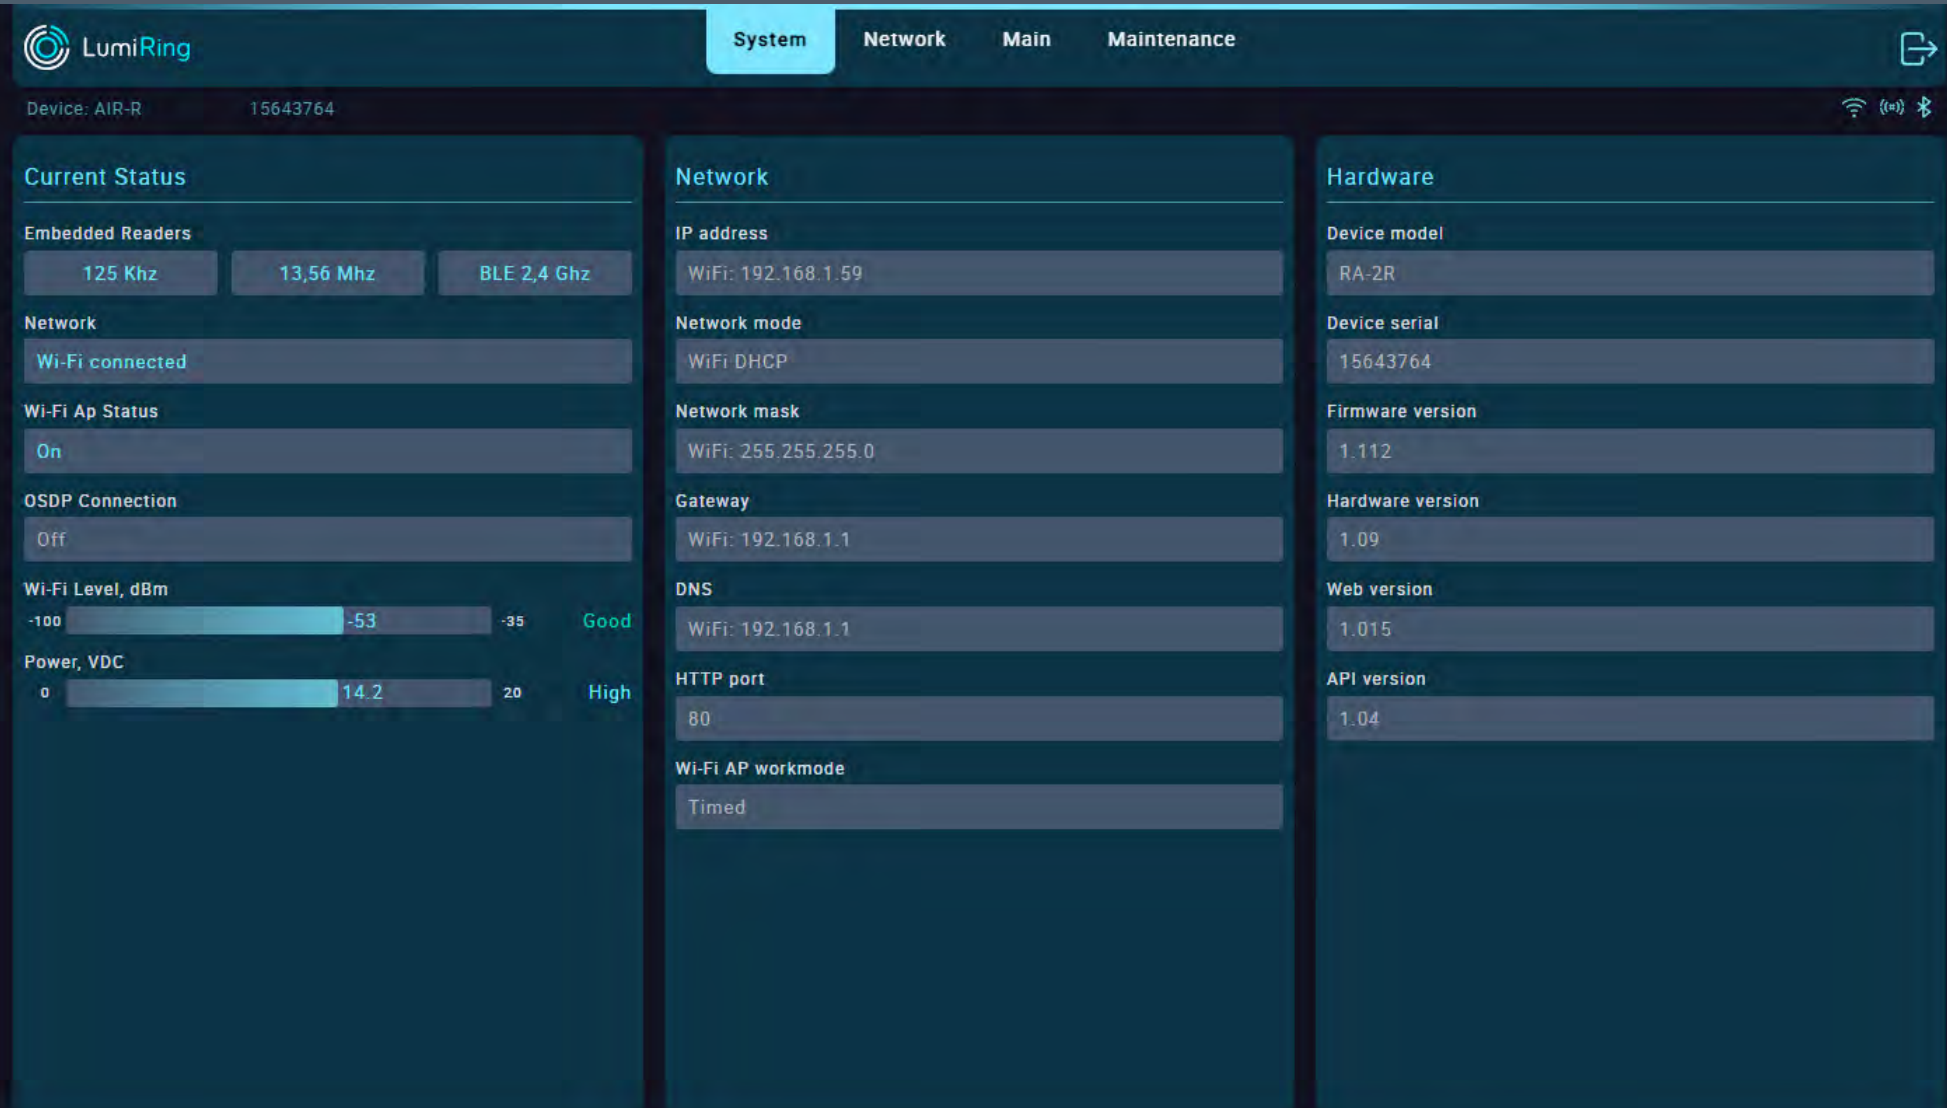 LumiRing
System Network Main Maintenance
Device: AIR-R 15643764
Current Status
Embedded Readers
125 Khz 13,56 Mhz BLE 2,4 Ghz
Network
Wi-Fi connected
Wi-Fi Ap Status
On
OSDP Connection
Off
Wi-Fi Level, dBm
-100 -53 -35 Good
Power, VDC
0 14.2 20 High
Network
IP address
WiFi: 192.168.1.59
Network mode
WiFi DHCP
Network mask
WiFi: 255.255.255.0
Gateway
WiFi: 192.168.1.1
DNS
WiFi: 192.168.1.1
HTTP port
80
Wi-Fi AP workmode
Timed
Hardware
Device model
RA-2R
Device serial
15643764
Firmware version
1.112
Hardware version
1.09
Web version
1.015
API version
1.04